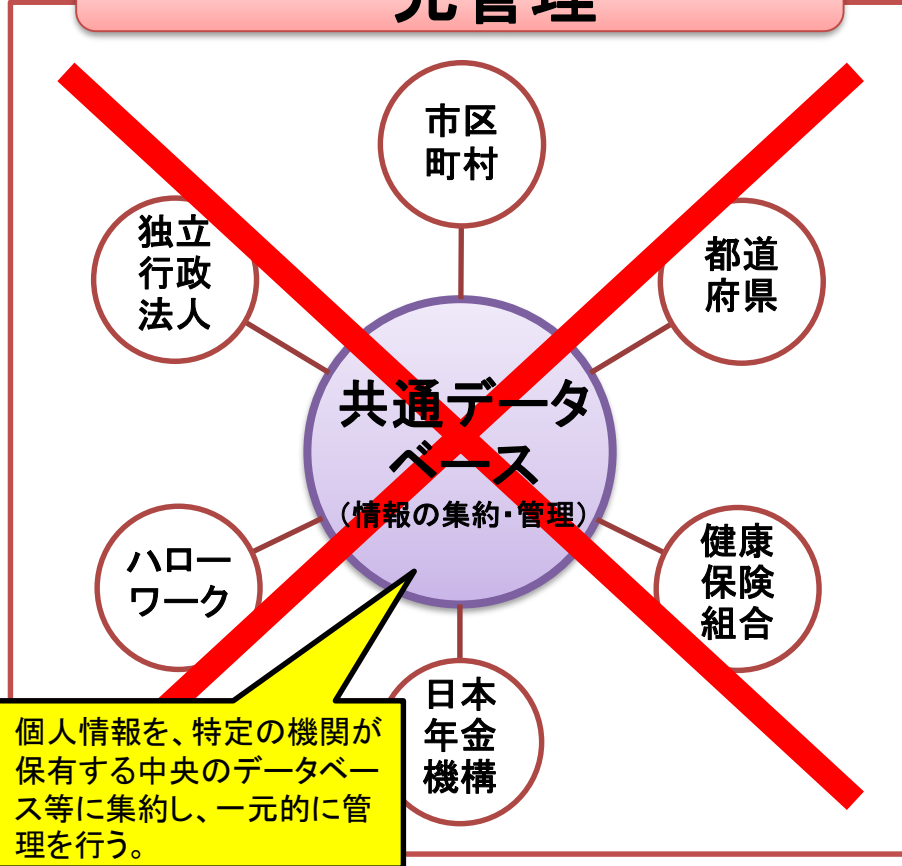 元管理
市区
町村
独立
行政
法人
都道
府県
共通データ
ベース
（情報の集約・管理）
ハロー
ワーク
健康
保険
組合
日本
年金
機構
個人情報を、特定の機関が
保有する中央のデータベー
ス等に集約し、一元的に管
理を行う。